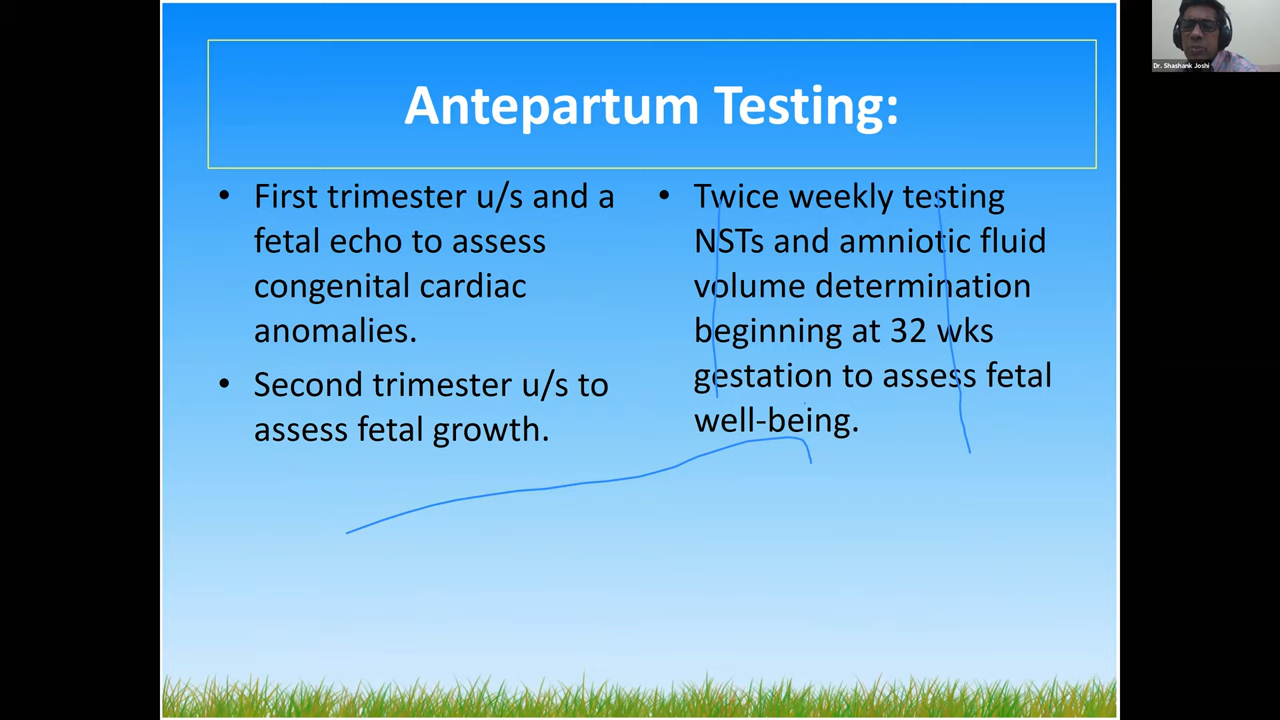 Dr. Shashank Joshi
Antepartum Testing:
• First trimester u/s and a
fetal echo to assess
congenital cardiac
anomalies.
• Second trimester u/s to
assess fetal growth.
• Twice weekly testing
NSTs and amniotic fluid
volume determination
beginning at 32 wks
gestation to assess fetal
well-being.